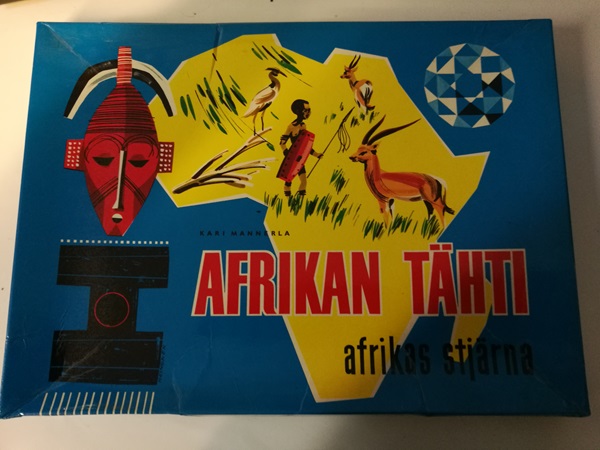 KARI MANNERLA
AFRIKAN TÄHTI
afrikas stjärna